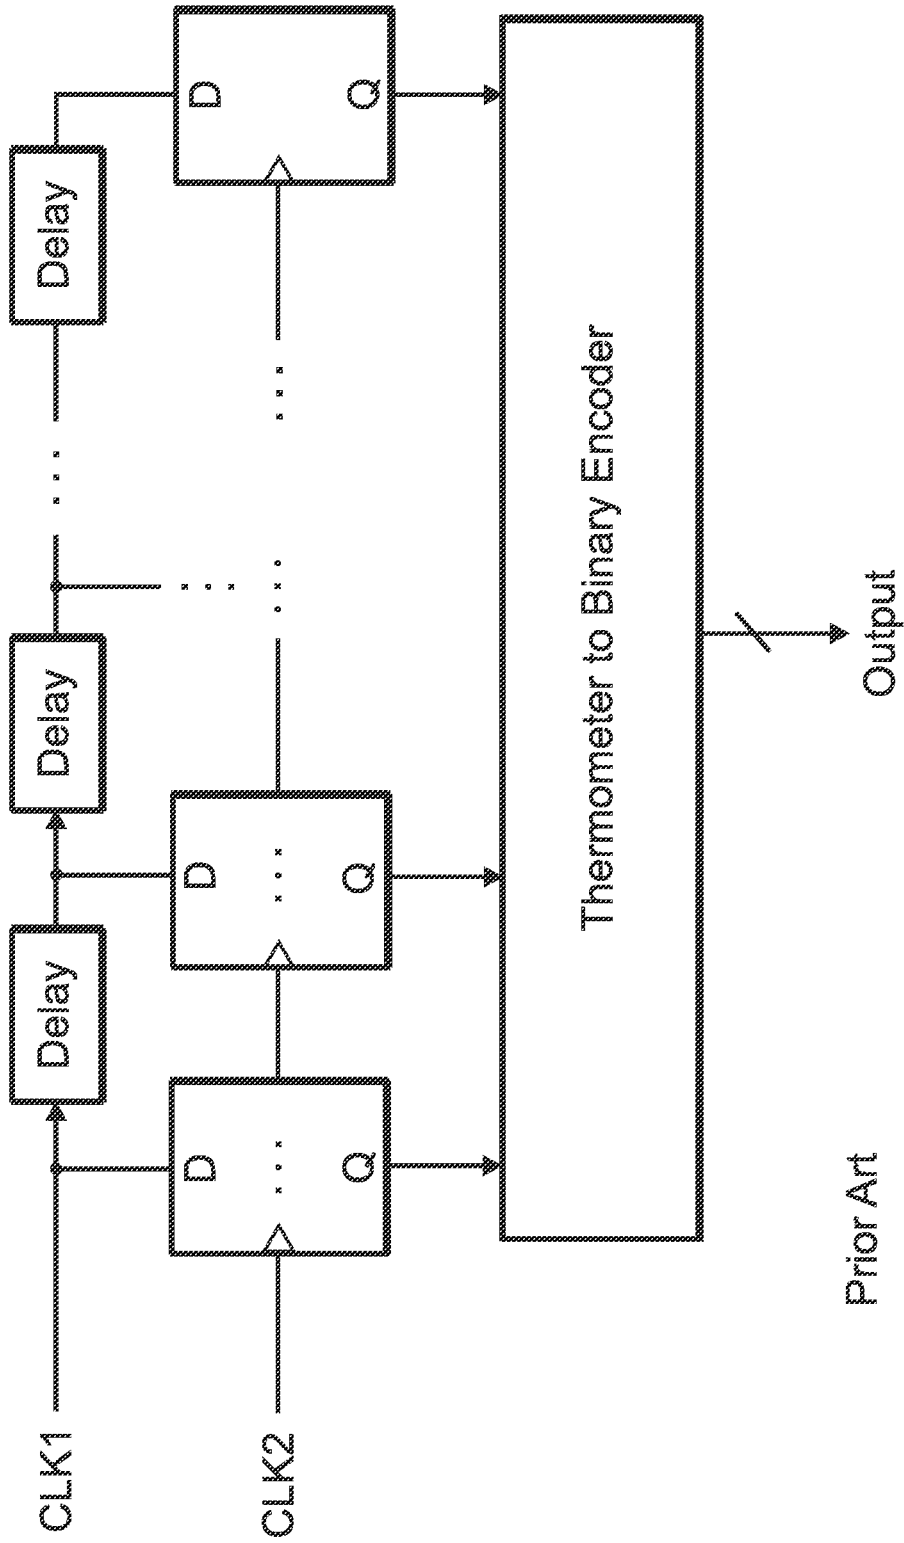 CLK1
Delay
Delay
Delay
CLK2
D
D
D
Q
Q
Q
Thermometer to Binary Encoder
Output
Prior Art